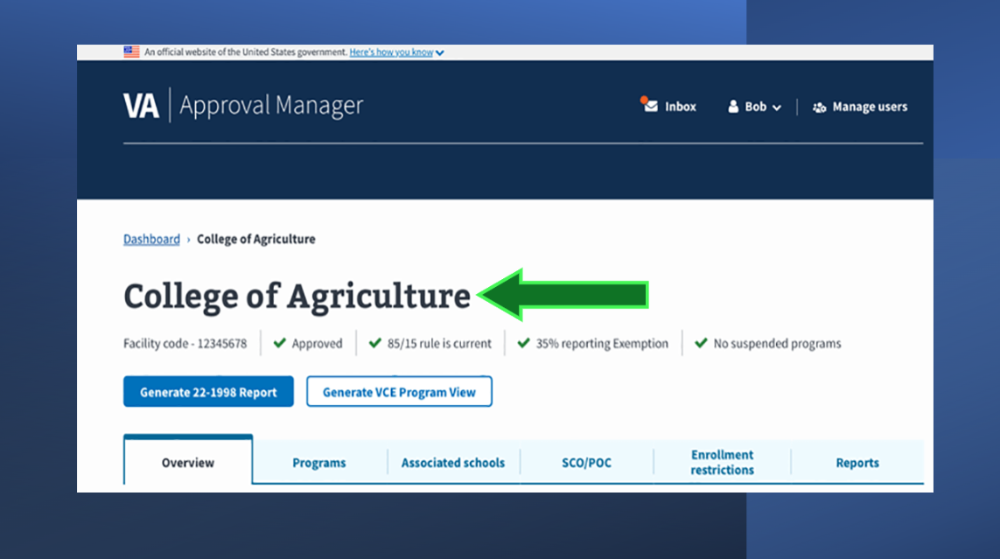 An official website of the United States government. Here's how you know
VA | Approval Manager
Inbox
Bob
Manage users
Dashboard › College of Agriculture
College of Agriculture
Facility code - 12345678
Approved
85/15 rule is current
35% reporting Exemption
No suspended programs
Generate 22-1998 Report
Generate VCE Program View
Overview
Programs
Associated schools
SCO/POC
Enrollment
restrictions
Reports